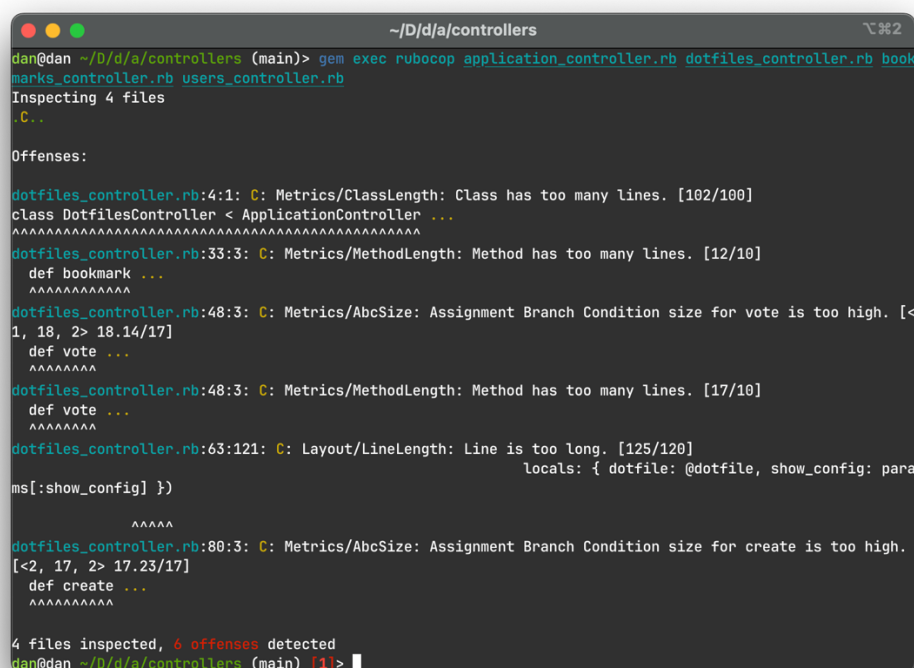 ~/D/d/a/controllers
⌥⌘2
dan@dan ~/D/d/a/controllers (main)> gem exec rubocop application_controller.rb dotfiles_controller.rb book
marks_controller.rb users_controller.rb
Inspecting 4 files
.C..
Offenses:
dotfiles_controller.rb:4:1: C: Metrics/ClassLength: Class has too many lines. [102/100]
class DotfilesController < ApplicationController ...
^^^^^^^^^^^^^^^^^^^^^^^^^^^^^^^^^^^^^^^^^^^^^^^^
dotfiles_controller.rb:33:3: C: Metrics/MethodLength: Method has too many lines. [12/10]
  def bookmark ...
  ^^^^^^^^^^^^
dotfiles_controller.rb:48:3: C: Metrics/AbcSize: Assignment Branch Condition size for vote is too high. [<
1, 18, 2> 18.14/17]
  def vote ...
  ^^^^^^^^
dotfiles_controller.rb:48:3: C: Metrics/MethodLength: Method has too many lines. [17/10]
  def vote ...
  ^^^^^^^^
dotfiles_controller.rb:63:121: C: Layout/LineLength: Line is too long. [125/120]
locals: { dotfile: @dotfile, show_config: para
ms[:show_config] })
^^^^^
dotfiles_controller.rb:80:3: C: Metrics/AbcSize: Assignment Branch Condition size for create is too high.
[<2, 17, 2> 17.23/17]
  def create ...
  ^^^^^^^^^^
4 files inspected, 6 offenses detected
dan@dan ~/D/d/a/controllers (main) [1]>